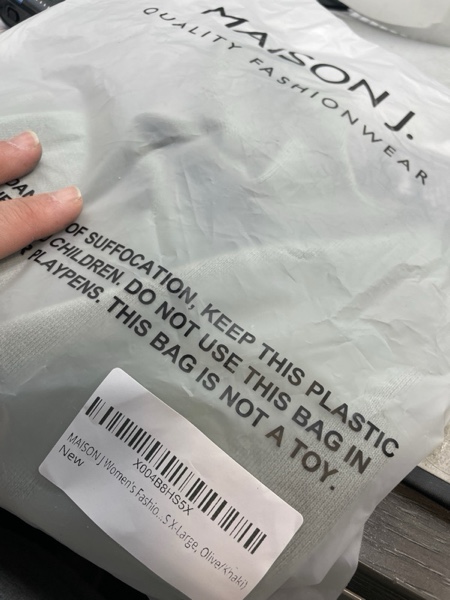 MAISON J.
QUALITY FASHIONWEAR
OF SUFFOCATION, KEEP THIS PLASTIC
CHILDREN. DO NOT USE THIS BAG IN
PLAYPENS, THIS BAG IS NOT A TOY.
X004B8HS5X
MAISON J Women's Fashio...S,X-Large, Olive/Khaki)
New